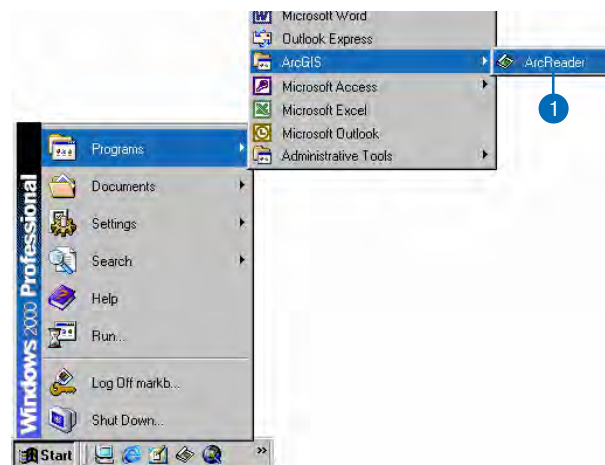 Microsoft Word
Outlook Express
ArcGIS
ArcReader
1
Microsoft Access
Microsoft Excel
Microsoft Outlook
Administrative Tools
Programs
Documents
Settings
Search
Help
Run...
Log Off markb...
Shut Down...
Windows 2000 Professional
Start
»